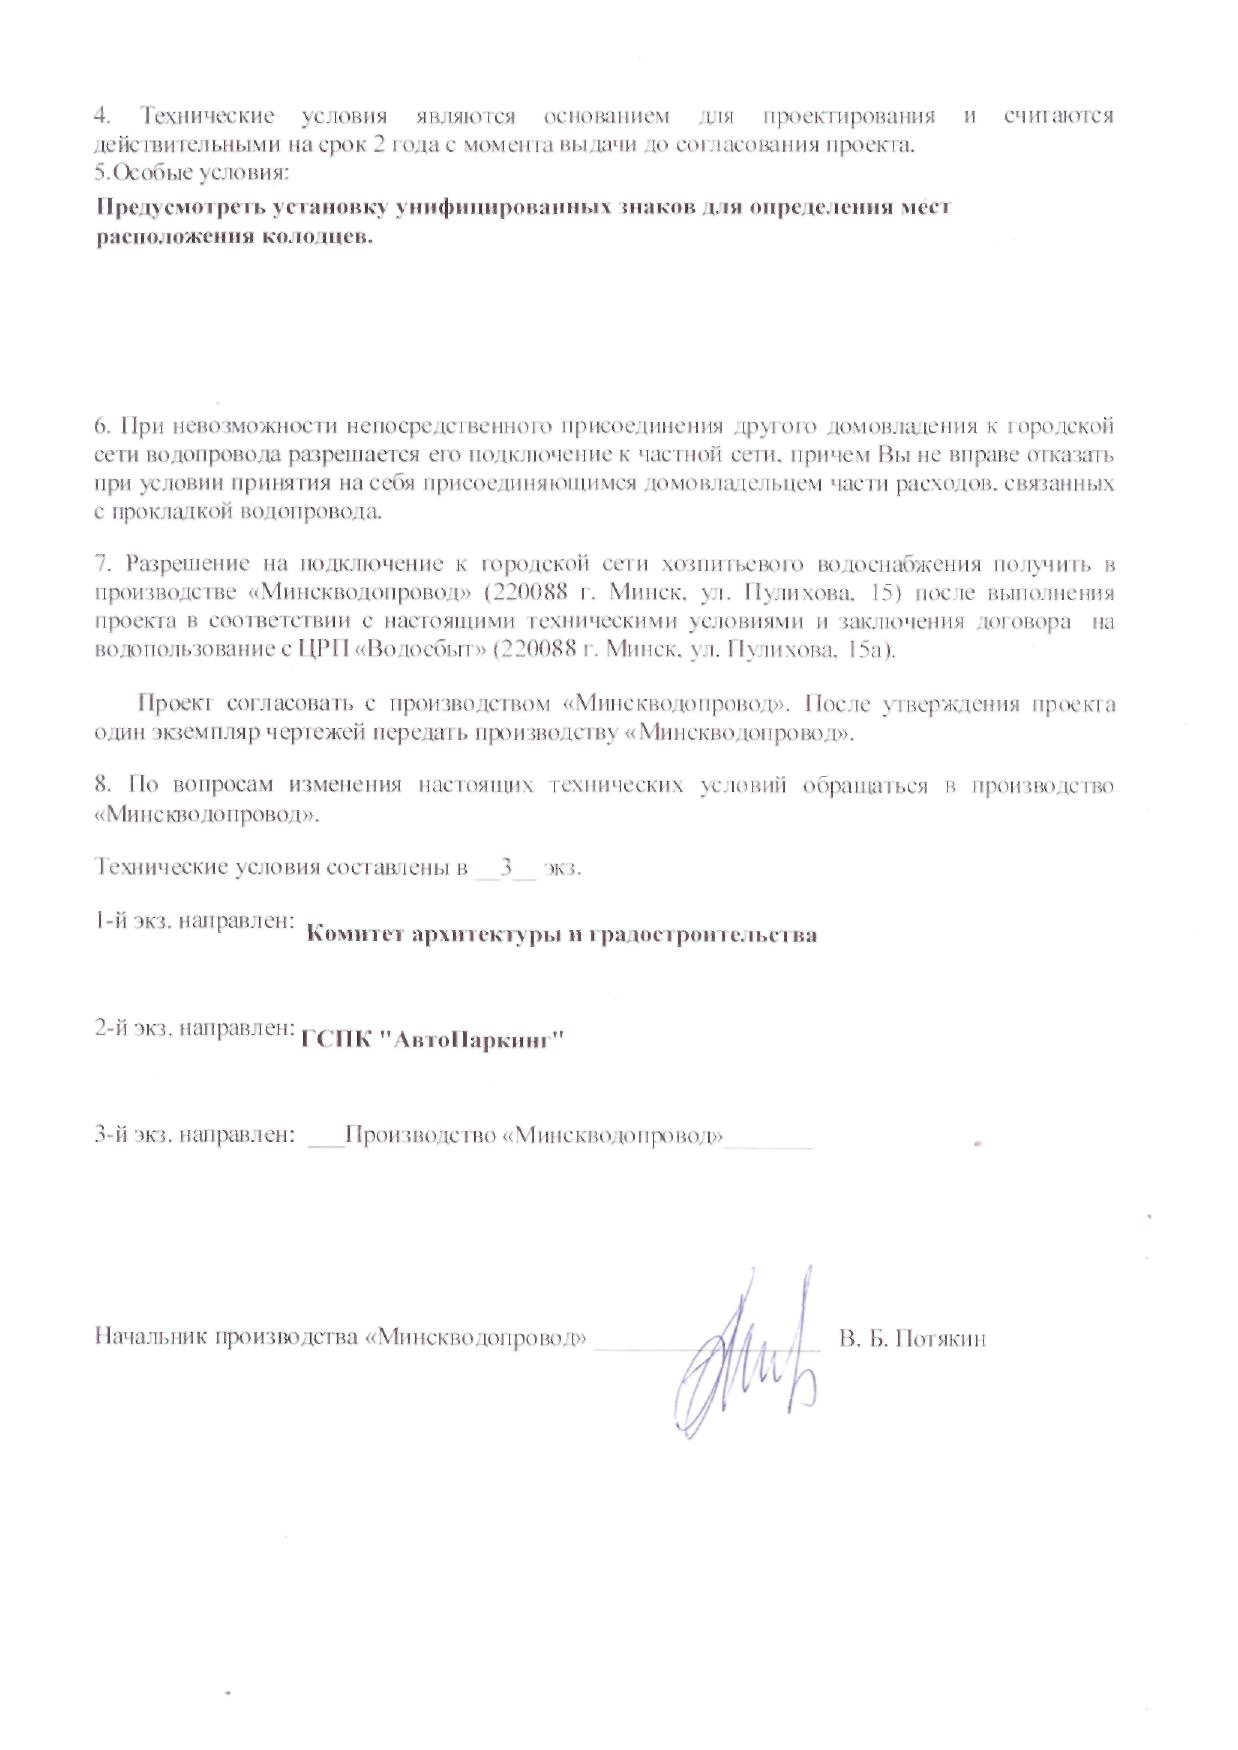 4. Технические условия являются основанием для проектирования и считаются
действительными на срок 2 года с момента выдачи до согласования проекта.
5.Особые условия:
Предусмотреть установку унифицированных знаков для определения мест
расположения колодцев.
6. При невозможности непосредственного присоединения другого домовладения к городской
сети водопровода разрешается его подключение к частной сети, причем Вы не вправе отказать
при условии принятия на себя присоединяющимся домовладельцем части расходов, связанных
с прокладкой водопровода.
7. Разрешение на подключение к городской сети хозпитьевого водоснабжения получить в
производстве «Минскводопровод» (220088 г. Минск, ул. Пулихова, 15) после выполнения
проекта в соответствии с настоящими техническими условиями и заключения договора на
водопользование с ЦРП «Водосбыт» (220088 г. Минск, ул. Пулихова, 15а).
Проект согласовать с производством «Минскводопровод». После утверждения проекта
один экземпляр чертежей передать производству «Минскводопровод».
8. По вопросам изменения настоящих технических условий обращаться в производство
«Минскводопровод».
Технические условия составлены в __3__ экз.
1-й экз. направлен: Комитет архитектуры и градостроительства
2-й экз. направлен: ГСПК "АвтоПаркинг"
3-й экз. направлен: ___Производство «Минскводопровод»_______
Начальник производства «Минскводопровод» __________________ В. Б. Потякин